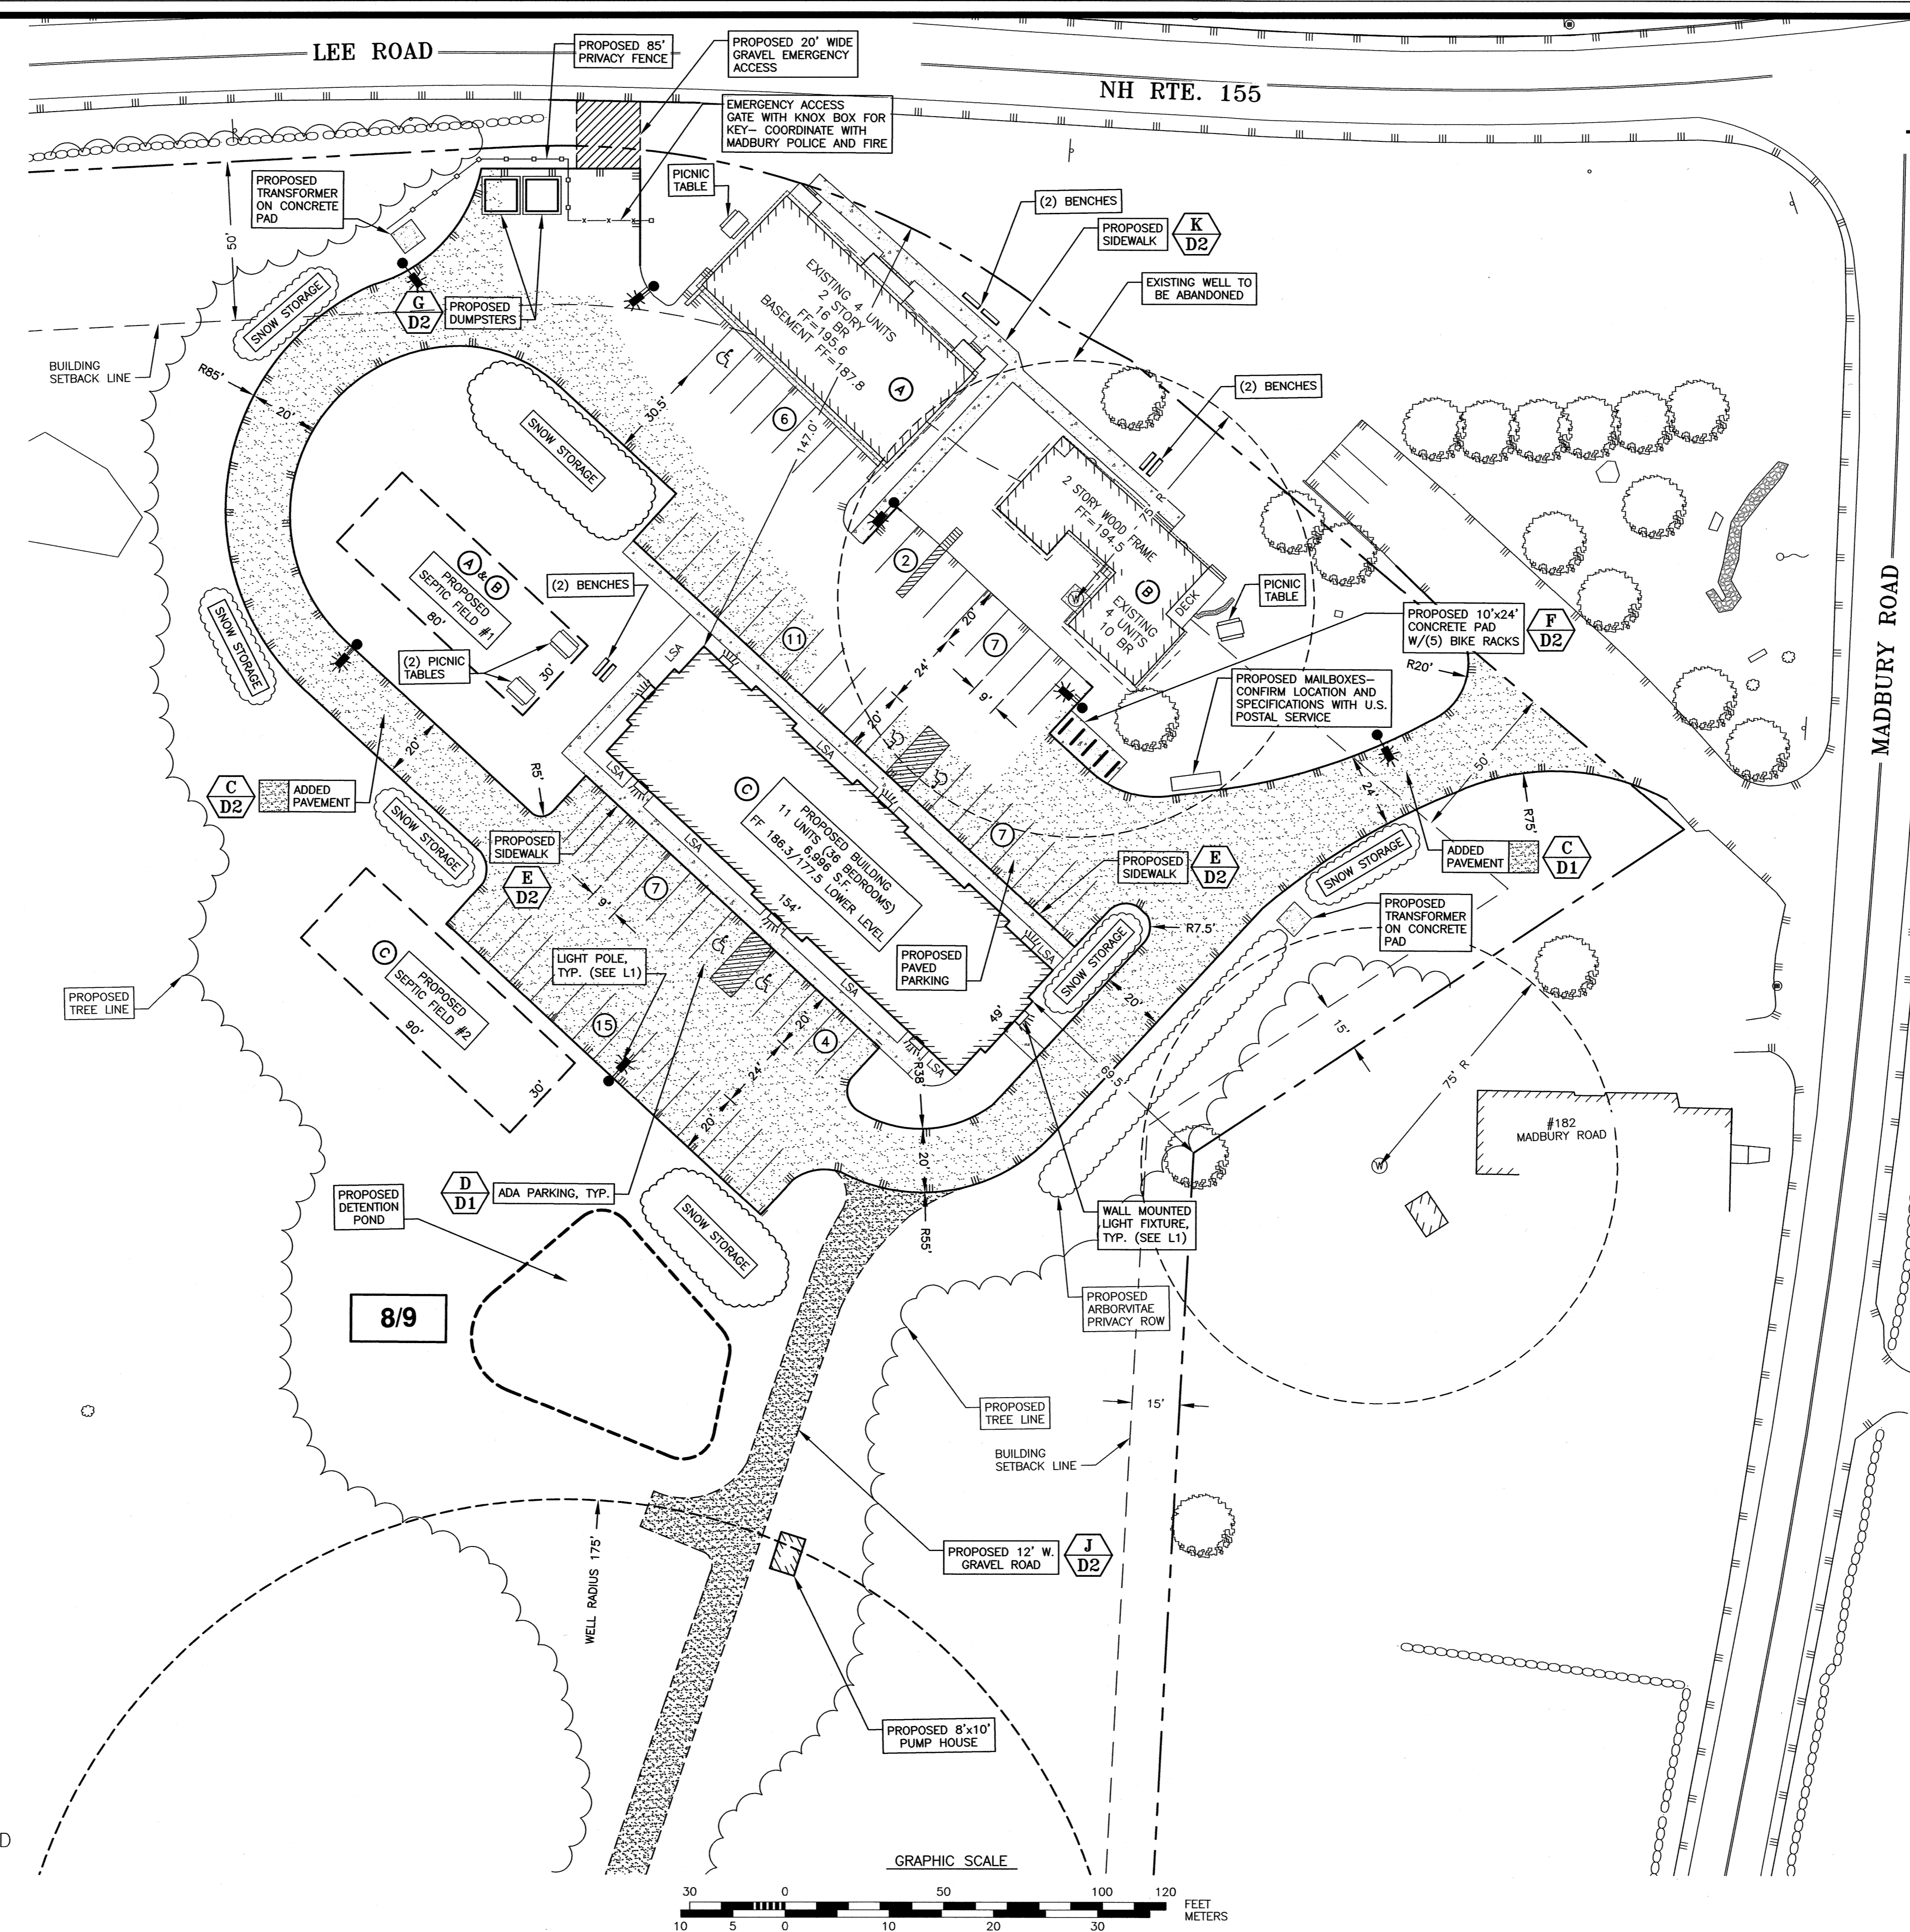 LEE ROAD
PROPOSED 85'
PRIVACY FENCE
PROPOSED 20' WIDE
GRAVEL EMERGENCY
ACCESS
NH RTE. 155
EMERGENCY ACCESS
GATE WITH KNOX BOX FOR
KEY– COORDINATE WITH
MADBURY POLICE AND FIRE
PROPOSED
TRANSFORMER
ON CONCRETE
PAD
50'
PICNIC
TABLE
(2) BENCHES
PROPOSED
SIDEWALK
K
D2
EXISTING WELL TO
BE ABANDONED
SNOW STORAGE
G
D2
PROPOSED
DUMPSTERS
EXISTING 4 UNITS
2 STORY
16 BR
FF=195.6
BASEMENT FF=187.8
A
BUILDING
SETBACK LINE
R85'
20'
SNOW STORAGE
30.5'
6
147.0'
(2) BENCHES
2 STORY WOOD FRAME
FF=194.5
75' R
W
EXISTING
4 UNITS
10 BR
B
DECK
PICNIC
TABLE
2
20'
24'
20'
7
9'
11
A & B
PROPOSED
SEPTIC FIELD #1
80'
30'
(2) BENCHES
(2) PICNIC
TABLES
LSA
SNOW STORAGE
20'
PROPOSED 10'x24'
CONCRETE PAD
W/(5) BIKE RACKS
F
D2
R20'
PROPOSED MAILBOXES–
CONFIRM LOCATION AND
SPECIFICATIONS WITH U.S.
POSTAL SERVICE
MADBURY ROAD
C
D2
ADDED
PAVEMENT
R5'
LSA
LSA
C
PROPOSED BUILDING
11 UNITS (36 BEDROOMS)
6,996 S.F.
FF 186.3/177.5 LOWER LEVEL
154'
49'
LSA
7
50'
24'
R75'
ADDED
PAVEMENT
C
D1
SNOW STORAGE
SNOW STORAGE
PROPOSED
SIDEWALK
E
D2
9'
7
PROPOSED
SIDEWALK
E
D2
PROPOSED
TRANSFORMER
ON CONCRETE
PAD
PROPOSED
PAVED
PARKING
LSA
SNOW STORAGE
R7.5'
20'
LIGHT POLE,
TYP. (SEE L1)
C
PROPOSED
SEPTIC FIELD #2
90'
30'
PROPOSED
TREE LINE
15
LSA
4
20'
24'
20'
LSA
R38'
69.5
15'
75' R
W
#182
MADBURY ROAD
20'
R55'
D
D1
ADA PARKING, TYP.
PROPOSED
DETENTION
POND
SNOW STORAGE
WALL MOUNTED
LIGHT FIXTURE,
TYP. (SEE L1)
PROPOSED
ARBORVITAE
PRIVACY ROW
8/9
PROPOSED
TREE LINE
15'
BUILDING
SETBACK LINE
WELL RADIUS 175'
PROPOSED 12' W.
GRAVEL ROAD
J
D2
PROPOSED 8'x10'
PUMP HOUSE
D
GRAPHIC SCALE
30 0 50 100 120
FEET
METERS
10 5 0 10 20 30